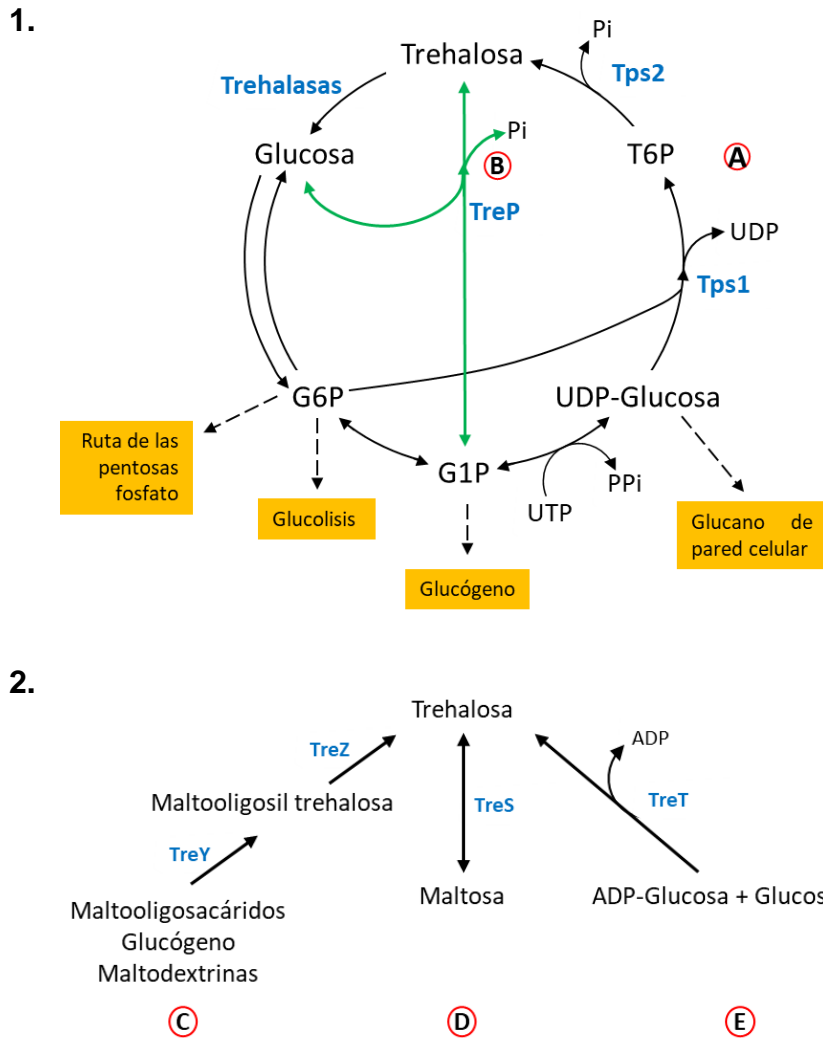 1.
Pi
Trehalosa
Tps2
Trehalasas
Pi
Glucosa
B
T6P
A
TreP
UDP
Tps1
G6P
UDP-Glucosa
Ruta de las
pentosas
fosfato
G1P
PPi
UTP
Glucolisis
Glucano de
pared celular
Glucógeno
2.
Trehalosa
TreZ
ADP
Maltooligosil trehalosa
TreS
TreT
TreY
Maltooligosacáridos
Glucógeno
Maltodextrinas
Maltosa
ADP-Glucosa + Glucos
C
D
E